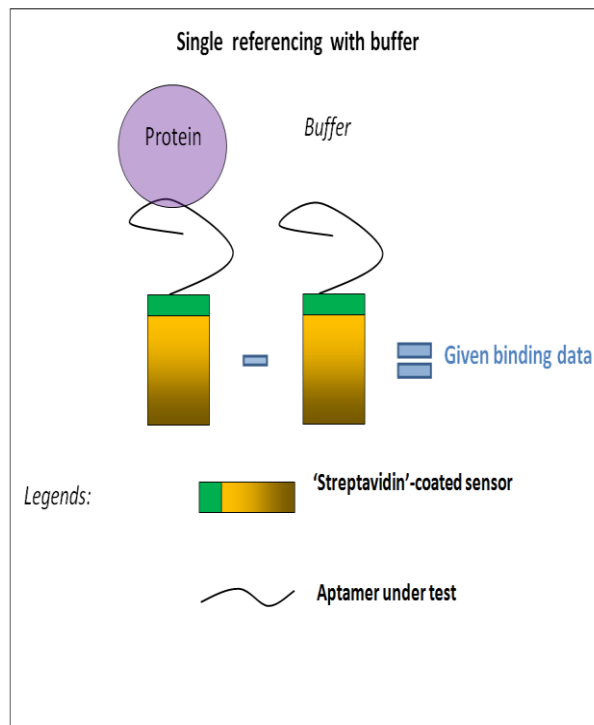 Single referencing with buffer
Protein
Buffer
Given binding data
Legends:
‘Streptavidin’-coated sensor
Aptamer under test